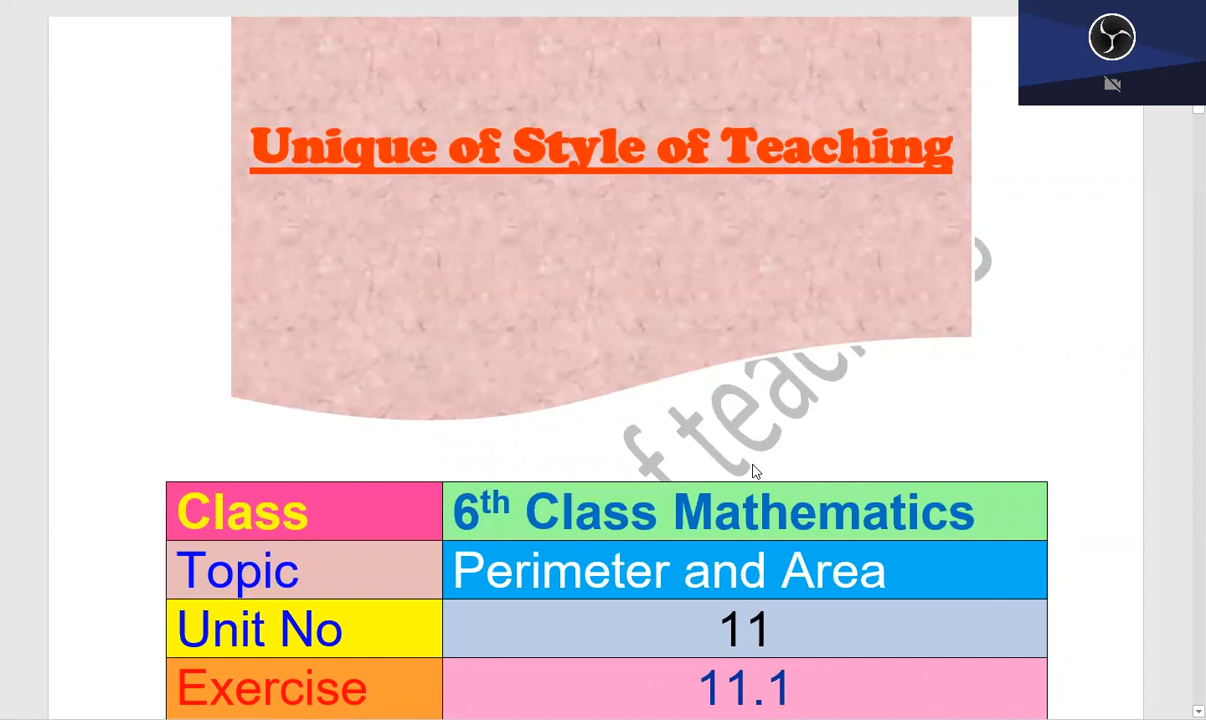 Unique of Style of Teaching
f teach
Class 6th Class Mathematics
Topic Perimeter and Area
Unit No 11
Exercise 11.1